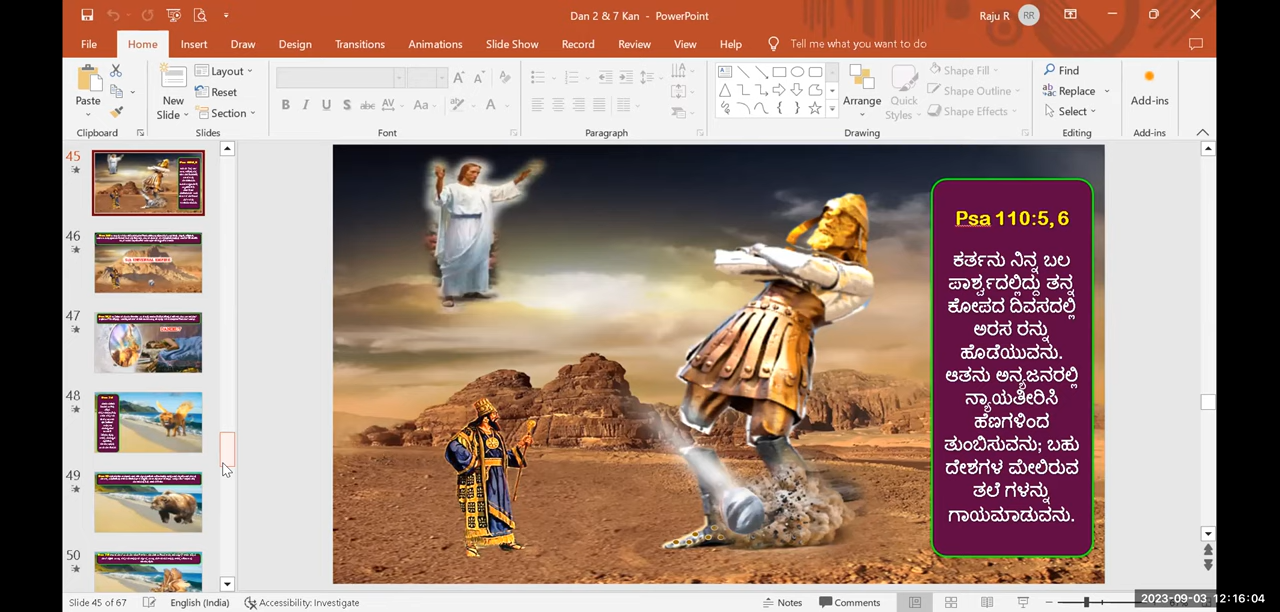 Dan 2 & 7 Kan - PowerPoint
Raju R
RR
File
Home
Insert
Draw
Design
Transitions
Animations
Slide Show
Record
Review
View
Help
Tell me what you want to do
Paste
New
Slide
Layout
Reset
Section
B I U S abc AV Aa A
Arrange
Quick
Styles
Shape Fill
Shape Outline
Shape Effects
Find
Replace
Select
Add-ins
Clipboard
Slides
Font
Paragraph
Drawing
Editing
Add-ins
45
46
47
48
49
50
Psa 110:5, 6
ಕರ್ತನು ನಿನ್ನ ಬಲ
ಪಾರ್ಶ್ವದಲ್ಲಿದ್ದು ತನ್ನ
ಕೋಪದ ದಿವಸದಲ್ಲಿ
ಅರಸ ರನ್ನು
ಹೊಡೆಯುವನು.
ಆತನು ಅನ್ಯಜನರಲ್ಲಿ
ನ್ಯಾಯತೀರಿಸಿ
ಹೆಣಗಳಿಂದ
ತುಂಬಿಸುವನು; ಬಹು
ದೇಶಗಳ ಮೇಲಿರುವ
ತಲೆ ಗಳನ್ನು
ಗಾಯಮಾಡುವನು.
Slide 45 of 67
English (India)
Accessibility: Investigate
Notes
Comments
2023-09-03 12:16:04